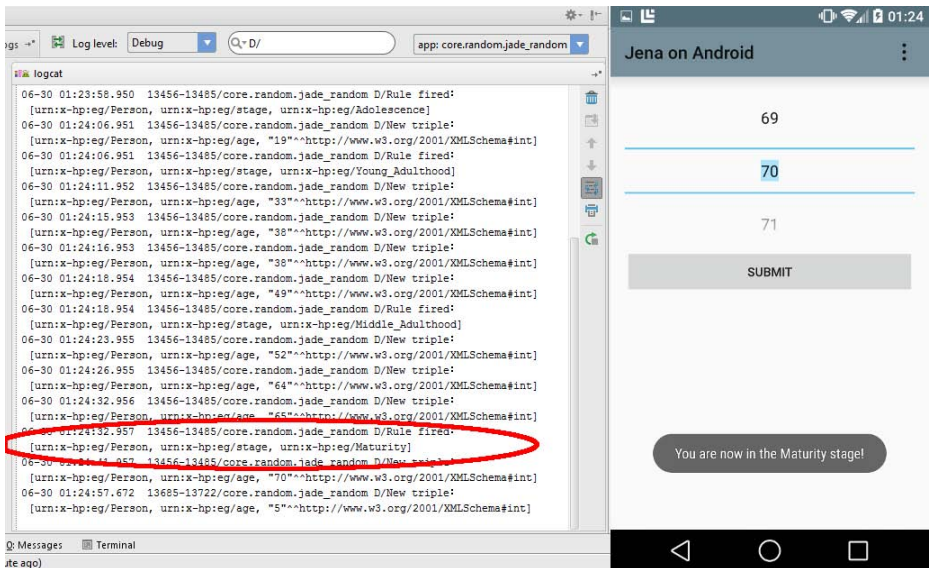 ogs
Log level:
Debug
D/
app: core.random.jade_random
logcat
06-30 01:23:58.950 13456-13485/core.random.jade_random D/Rule fired:
[urn:x-hp:eg/Person, urn:x-hp:eg/stage, urn:x-hp:eg/Adolescence]
06-30 01:24:06.951 13456-13485/core.random.jade_random D/New triple:
[urn:x-hp:eg/Person, urn:x-hp:eg/age, "19"^^http://www.w3.org/2001/XMLSchema#int]
06-30 01:24:06.951 13456-13485/core.random.jade_random D/Rule fired:
[urn:x-hp:eg/Person, urn:x-hp:eg/stage, urn:x-hp:eg/Young_Adulthood]
06-30 01:24:11.952 13456-13485/core.random.jade_random D/New triple:
[urn:x-hp:eg/Person, urn:x-hp:eg/age, "33"^^http://www.w3.org/2001/XMLSchema#int]
06-30 01:24:15.953 13456-13485/core.random.jade_random D/New triple:
[urn:x-hp:eg/Person, urn:x-hp:eg/age, "38"^^http://www.w3.org/2001/XMLSchema#int]
06-30 01:24:16.953 13456-13485/core.random.jade_random D/New triple:
[urn:x-hp:eg/Person, urn:x-hp:eg/age, "38"^^http://www.w3.org/2001/XMLSchema#int]
06-30 01:24:18.954 13456-13485/core.random.jade_random D/New triple:
[urn:x-hp:eg/Person, urn:x-hp:eg/age, "49"^^http://www.w3.org/2001/XMLSchema#int]
06-30 01:24:18.954 13456-13485/core.random.jade_random D/Rule fired:
[urn:x-hp:eg/Person, urn:x-hp:eg/stage, urn:x-hp:eg/Middle_Adulthood]
06-30 01:24:23.955 13456-13485/core.random.jade_random D/New triple:
[urn:x-hp:eg/Person, urn:x-hp:eg/age, "52"^^http://www.w3.org/2001/XMLSchema#int]
06-30 01:24:26.955 13456-13485/core.random.jade_random D/New triple:
[urn:x-hp:eg/Person, urn:x-hp:eg/age, "64"^^http://www.w3.org/2001/XMLSchema#int]
06-30 01:24:32.956 13456-13485/core.random.jade_random D/New triple:
[urn:x-hp:eg/Person, urn:x-hp:eg/age, "65"^^http://www.w3.org/2001/XMLSchema#int]
06-30 01:24:32.957 13456-13485/core.random.jade_random D/Rule fired:
[urn:x-hp:eg/Person, urn:x-hp:eg/stage, urn:x-hp:eg/Maturity]
06-30 01:24:41.957 13456-13485/core.random.jade_random D/New triple:
[urn:x-hp:eg/Person, urn:x-hp:eg/age, "70"^^http://www.w3.org/2001/XMLSchema#int]
06-30 01:24:57.672 13685-13722/core.random.jade_random D/New triple:
[urn:x-hp:eg/Person, urn:x-hp:eg/age, "5"^^http://www.w3.org/2001/XMLSchema#int]
0: Messages
Terminal
ute ago)
01:24
Jena on Android
69
70
71
SUBMIT
You are now in the Maturity stage!